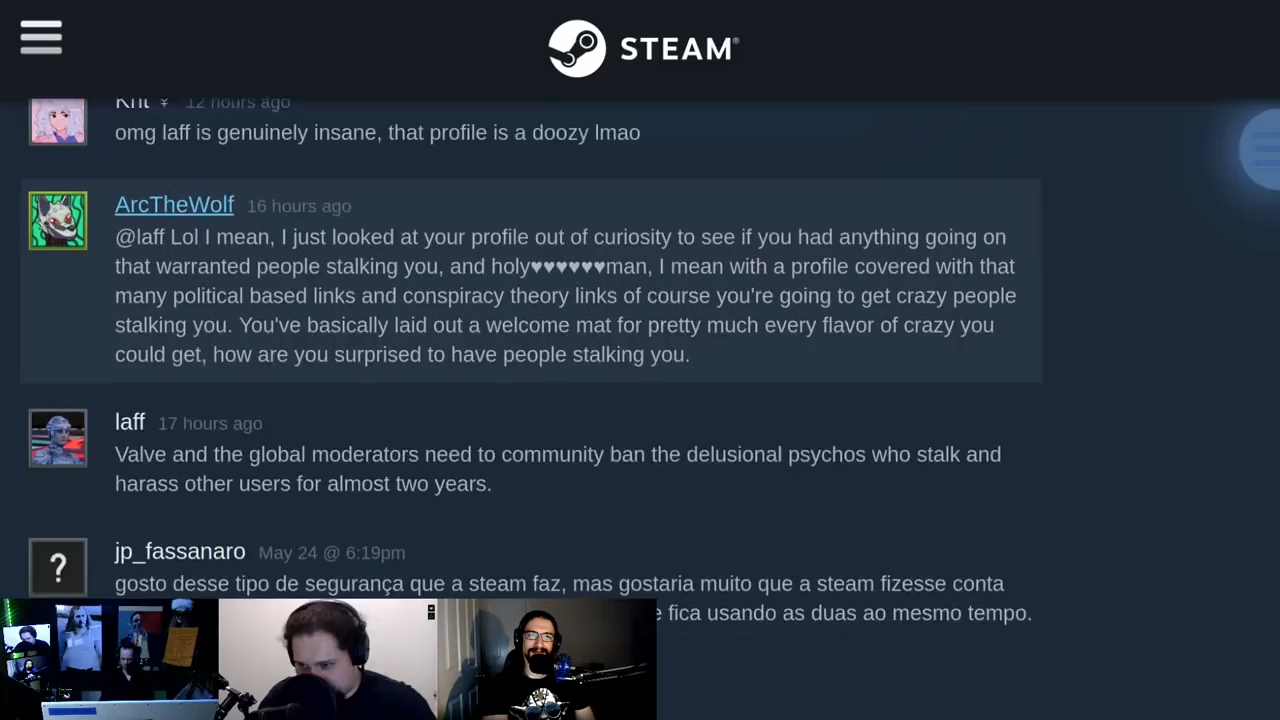 STEAM®
Krit ♀ 12 hours ago
omg laff is genuinely insane, that profile is a doozy lmao
ArcTheWolf 16 hours ago
@laff Lol I mean, I just looked at your profile out of curiosity to see if you had anything going on
that warranted people stalking you, and holy♥♥♥♥♥♥man, I mean with a profile covered with that
many political based links and conspiracy theory links of course you're going to get crazy people
stalking you. You've basically laid out a welcome mat for pretty much every flavor of crazy you
could get, how are you surprised to have people stalking you.
laff 17 hours ago
Valve and the global moderators need to community ban the delusional psychos who stalk and
harass other users for almost two years.
jp_fassanaro May 24 @ 6:19pm
gosto desse tipo de segurança que a steam faz, mas gostaria muito que a steam fizesse conta
fica usando as duas ao mesmo tempo.